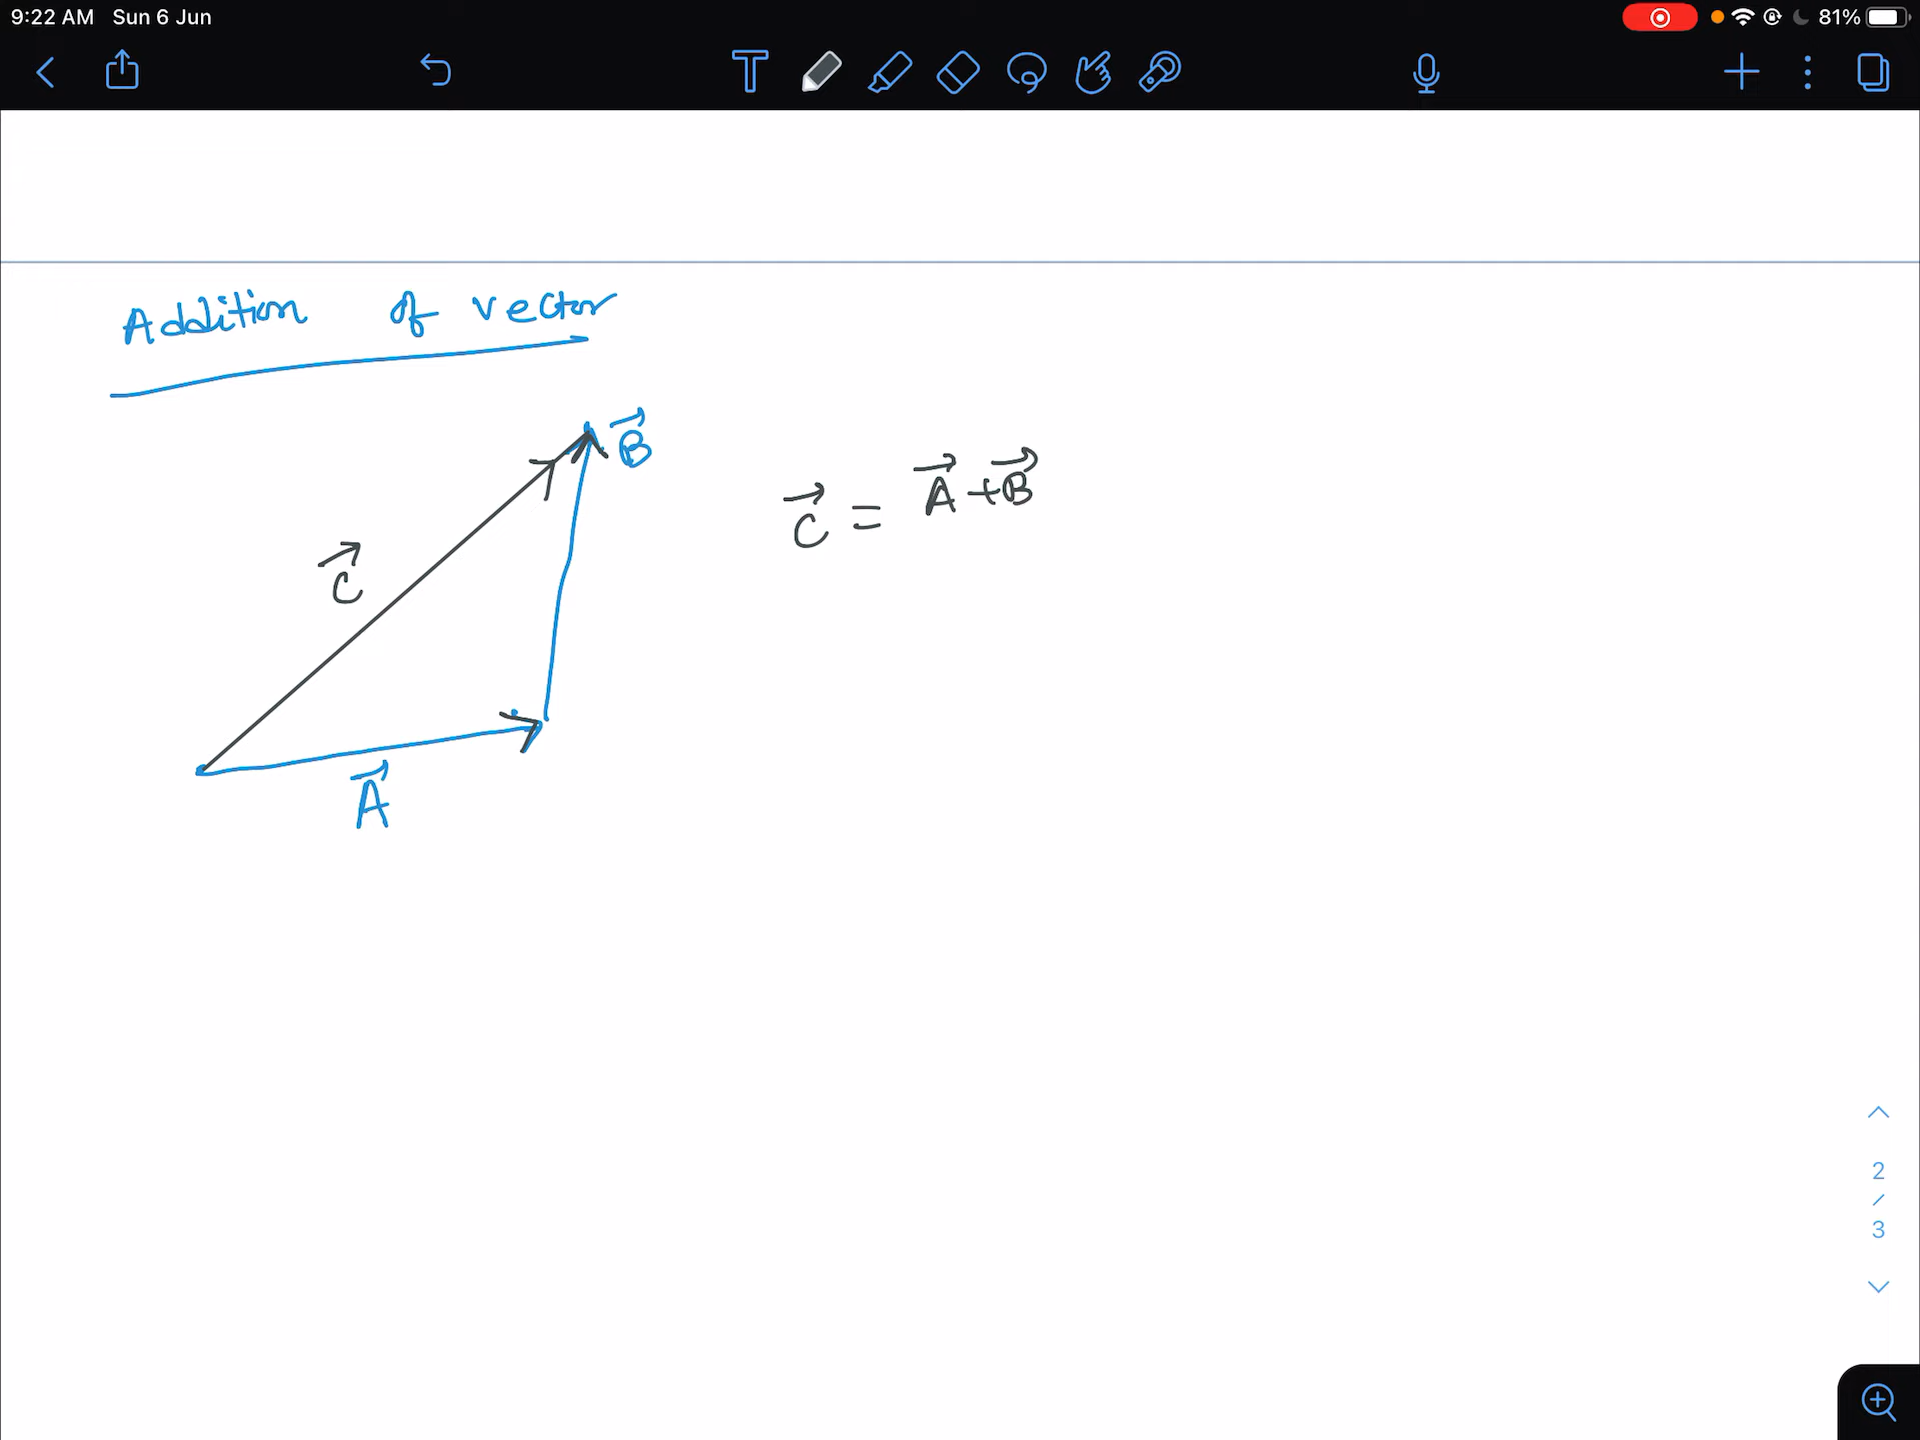 9:22 AM Sun 6 Jun
81%
T
Addition of vector
B⃗
C⃗ = A⃗ + B⃗
C⃗
A⃗
2
/
3